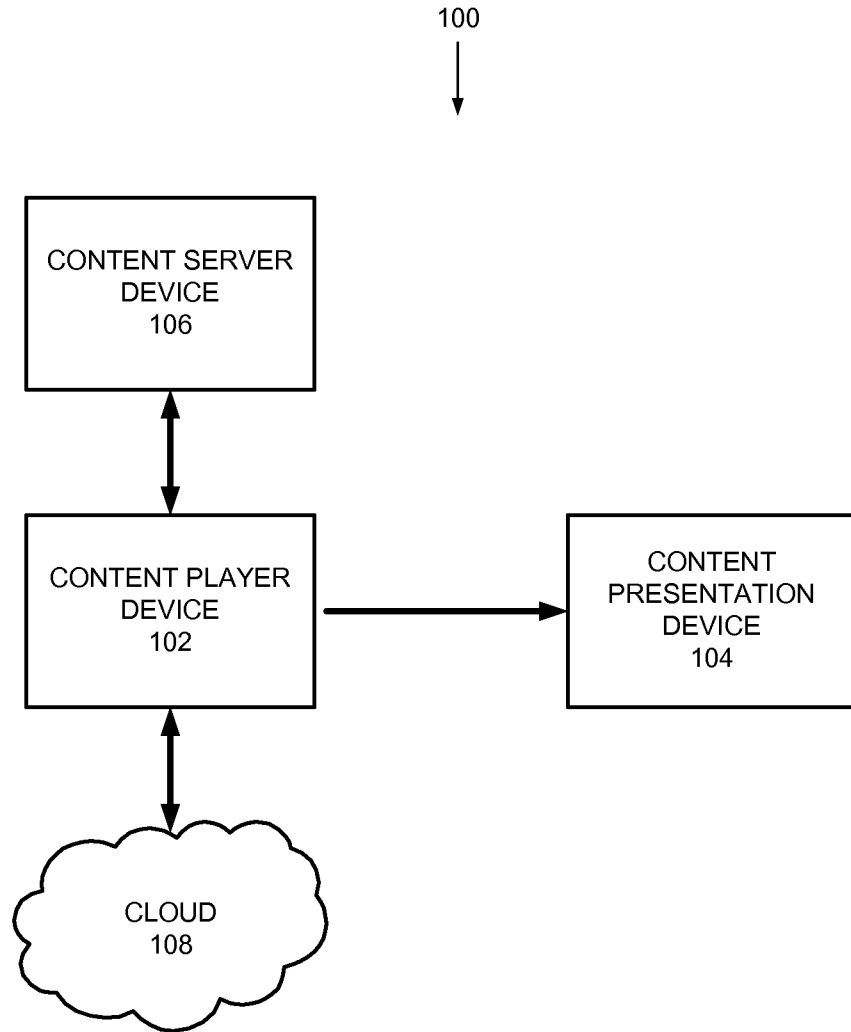 100
CONTENT SERVER
DEVICE
106
CONTENT PLAYER
DEVICE
102
CONTENT
PRESENTATION
DEVICE
104
CLOUD
108